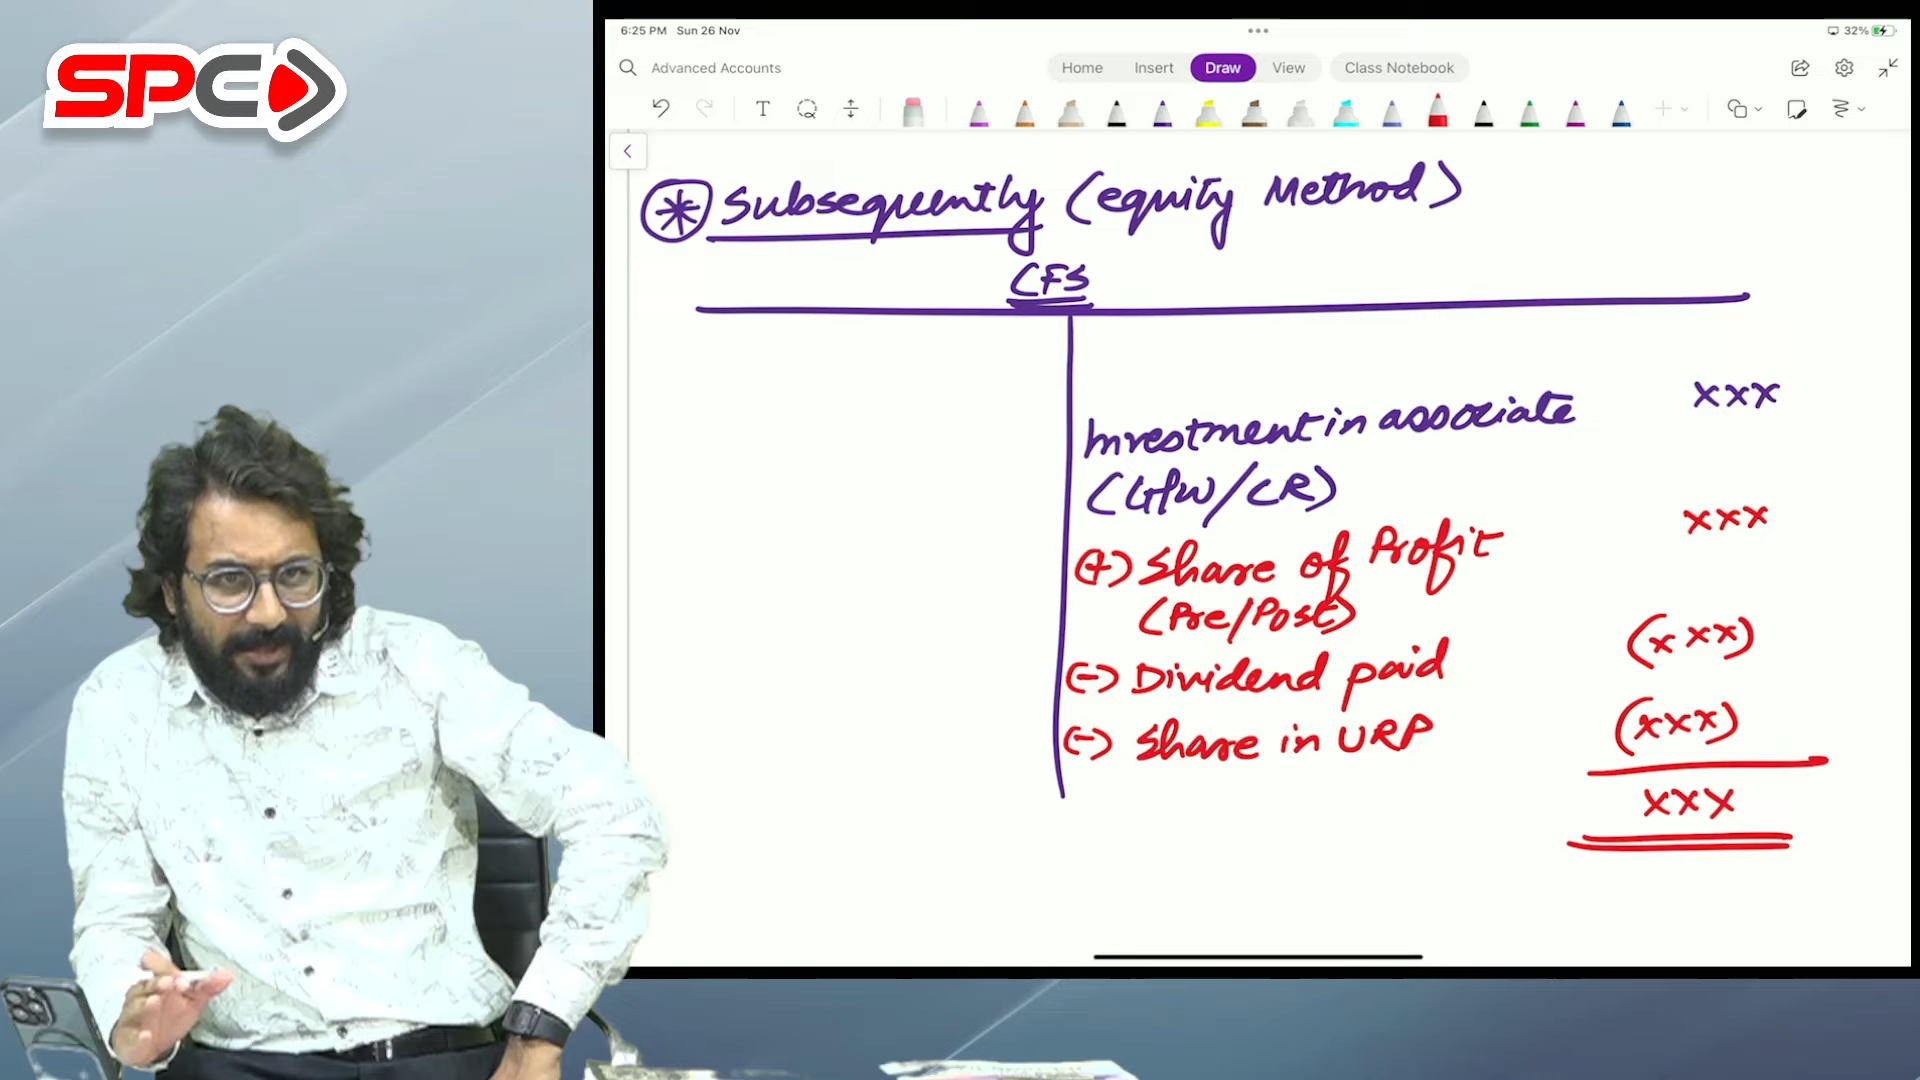 SPC
6:25 PM Sun 26 Nov
32%
Advanced Accounts
Home Insert Draw View Class Notebook
T
* Subsequently (equity Method)
CFS
Investment in associate xxx
(G/W/CR)
(+) Share of Profit xxx
(Pre/Post)
(-) Dividend paid (xxx)
(-) Share in URP (xxx)
xxx